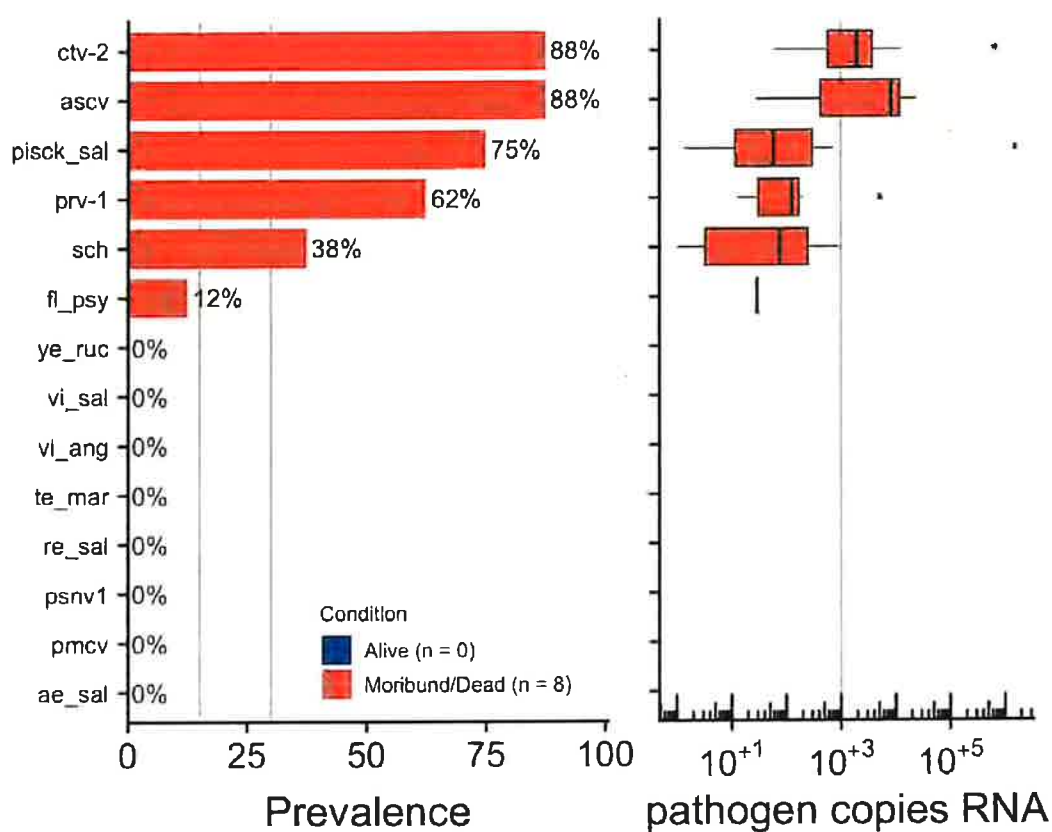 ctv-2 88%
ascv 88%
pisck_sal 75%
prv-1 62%
sch 38%
fl_psy 12%
ye_ruc 0%
vi_sal 0%
vi_ang 0%
te_mar 0%
re_sal 0%
psnv1 0%
pmcv 0%
ae_sal 0%
Condition
Alive (n = 0)
Moribund/Dead (n = 8)
0 25 50 75 100
Prevalence
10+1 10+3 10+5
pathogen copies RNA